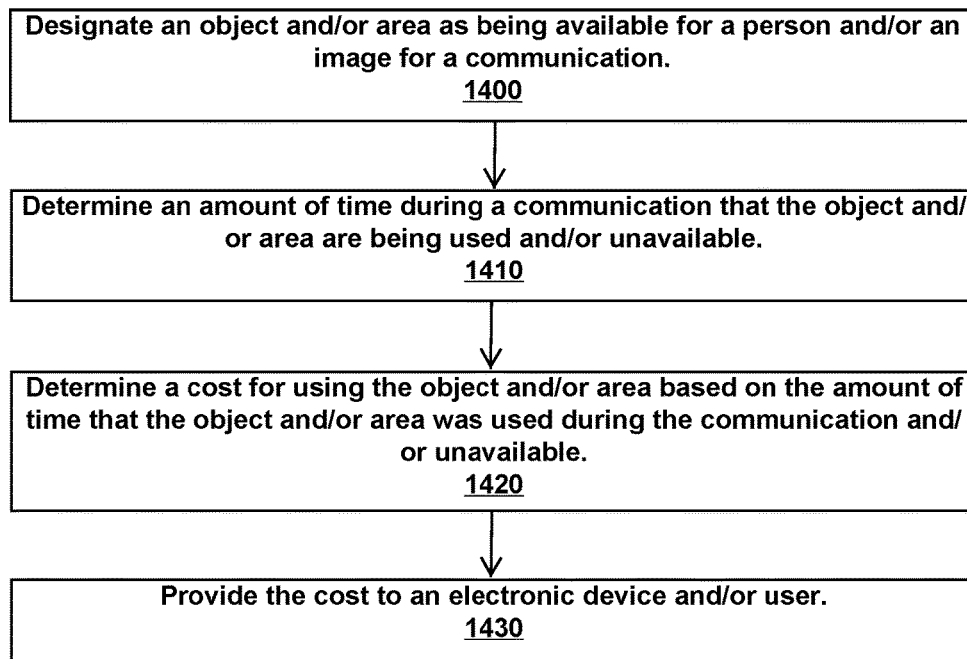 Designate an object and/or area as being available for a person and/or an
image for a communication.
1400
Determine an amount of time during a communication that the object and/
or area are being used and/or unavailable.
1410
Determine a cost for using the object and/or area based on the amount of
time that the object and/or area was used during the communication and/
or unavailable.
1420
Provide the cost to an electronic device and/or user.
1430